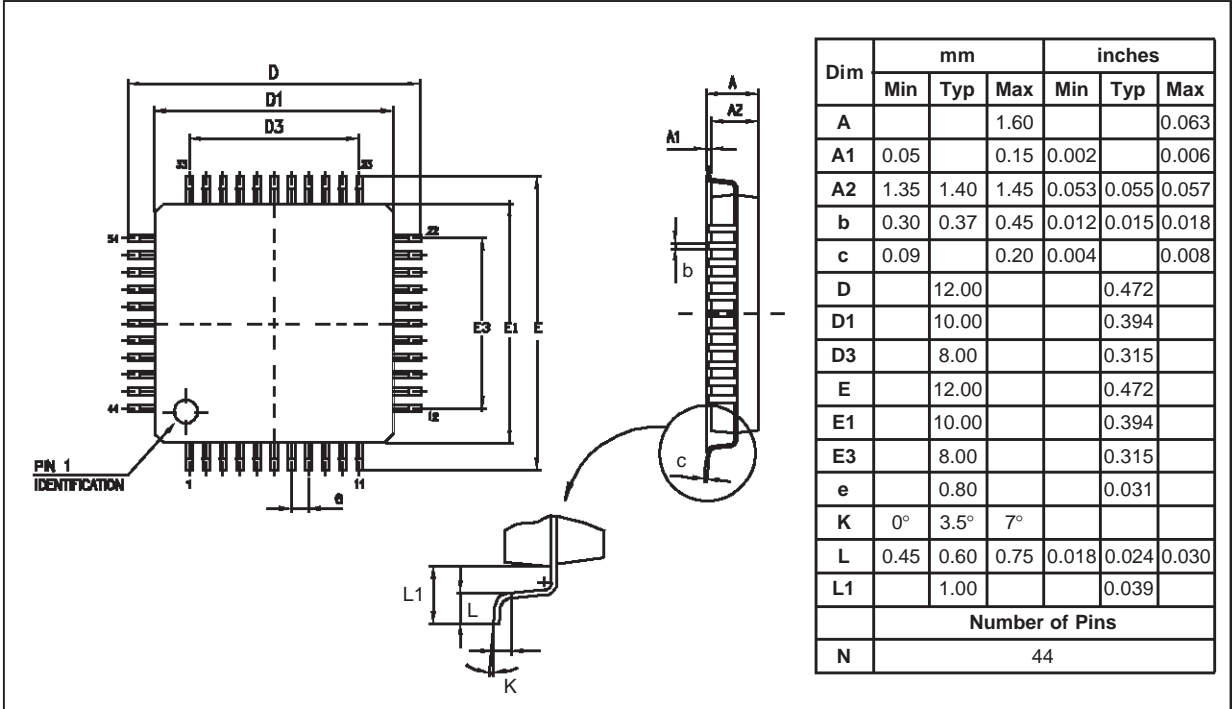 D
D1
D3
33 23
34 22
E3 E1 E
44 12
PIN 1
IDENTIFICATION
1 11
e
A
A2
A1
b
c
L1
L
K
Dim mm inches
Min Typ Max Min Typ Max
A 1.60 0.063
A1 0.05 0.15 0.002 0.006
A2 1.35 1.40 1.45 0.053 0.055 0.057
b 0.30 0.37 0.45 0.012 0.015 0.018
c 0.09 0.20 0.004 0.008
D 12.00 0.472
D1 10.00 0.394
D3 8.00 0.315
E 12.00 0.472
E1 10.00 0.394
E3 8.00 0.315
e 0.80 0.031
K 0° 3.5° 7°
L 0.45 0.60 0.75 0.018 0.024 0.030
L1 1.00 0.039
Number of Pins
N 44